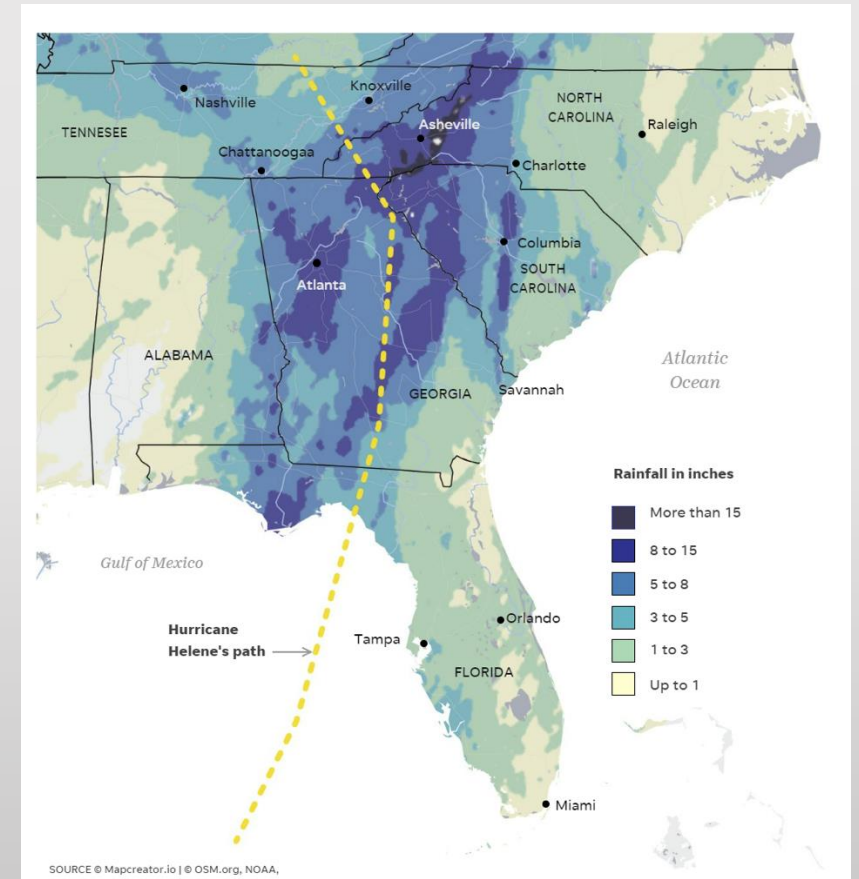 Knoxville
Nashville
NORTH
CAROLINA
Raleigh
TENNESEE
Asheville
Chattanoogaa
Charlotte
Columbia
SOUTH
CAROLINA
Atlanta
ALABAMA
Atlantic
Ocean
GEORGIA
Savannah
Rainfall in inches
More than 15
8 to 15
5 to 8
3 to 5
1 to 3
Up to 1
Gulf of Mexico
Hurricane
Helene's path
Tampa
Orlando
FLORIDA
Miami
SOURCE © Mapcreator.io | © OSM.org, NOAA,